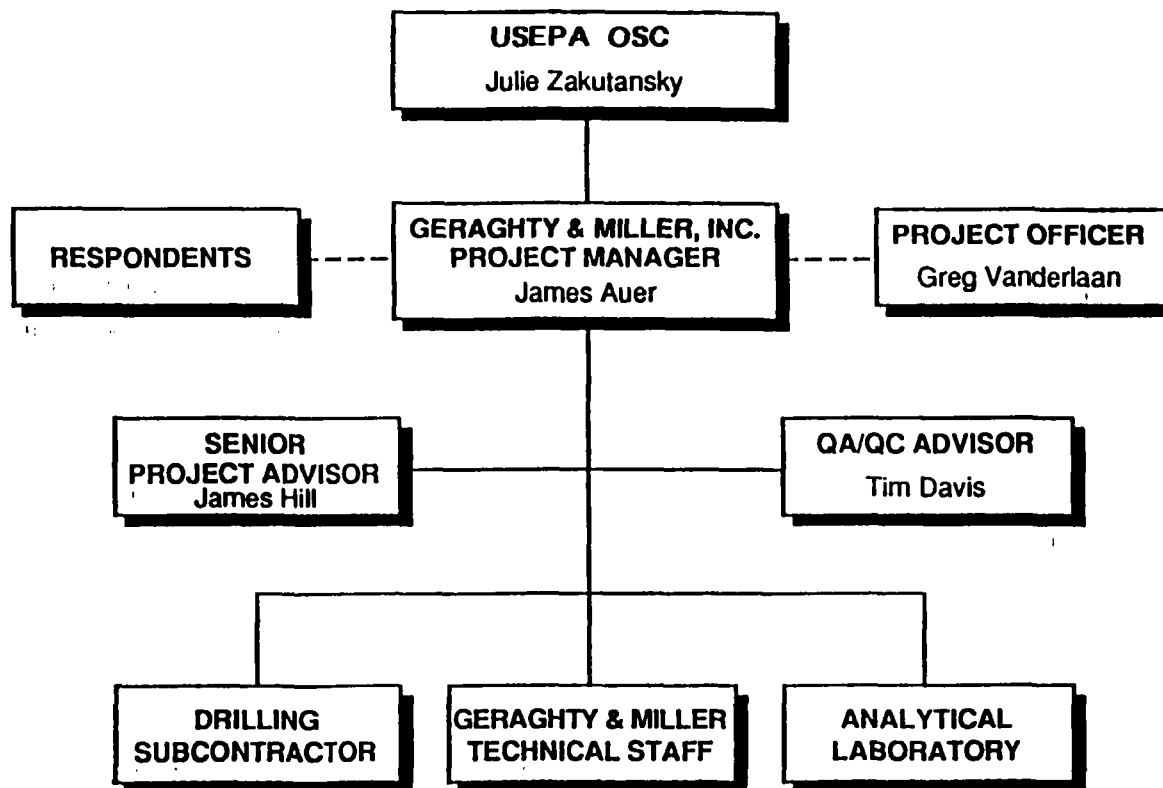 USEPA OSC
Julie Zakutansky
RESPONDENTS
GERAGHTY & MILLER, INC.
PROJECT MANAGER
James Auer
PROJECT OFFICER
Greg Vanderlaan
SENIOR
PROJECT ADVISOR
James Hill
QA/QC ADVISOR
Tim Davis
DRILLING
SUBCONTRACTOR
GERAGHTY & MILLER
TECHNICAL STAFF
ANALYTICAL
LABORATORY